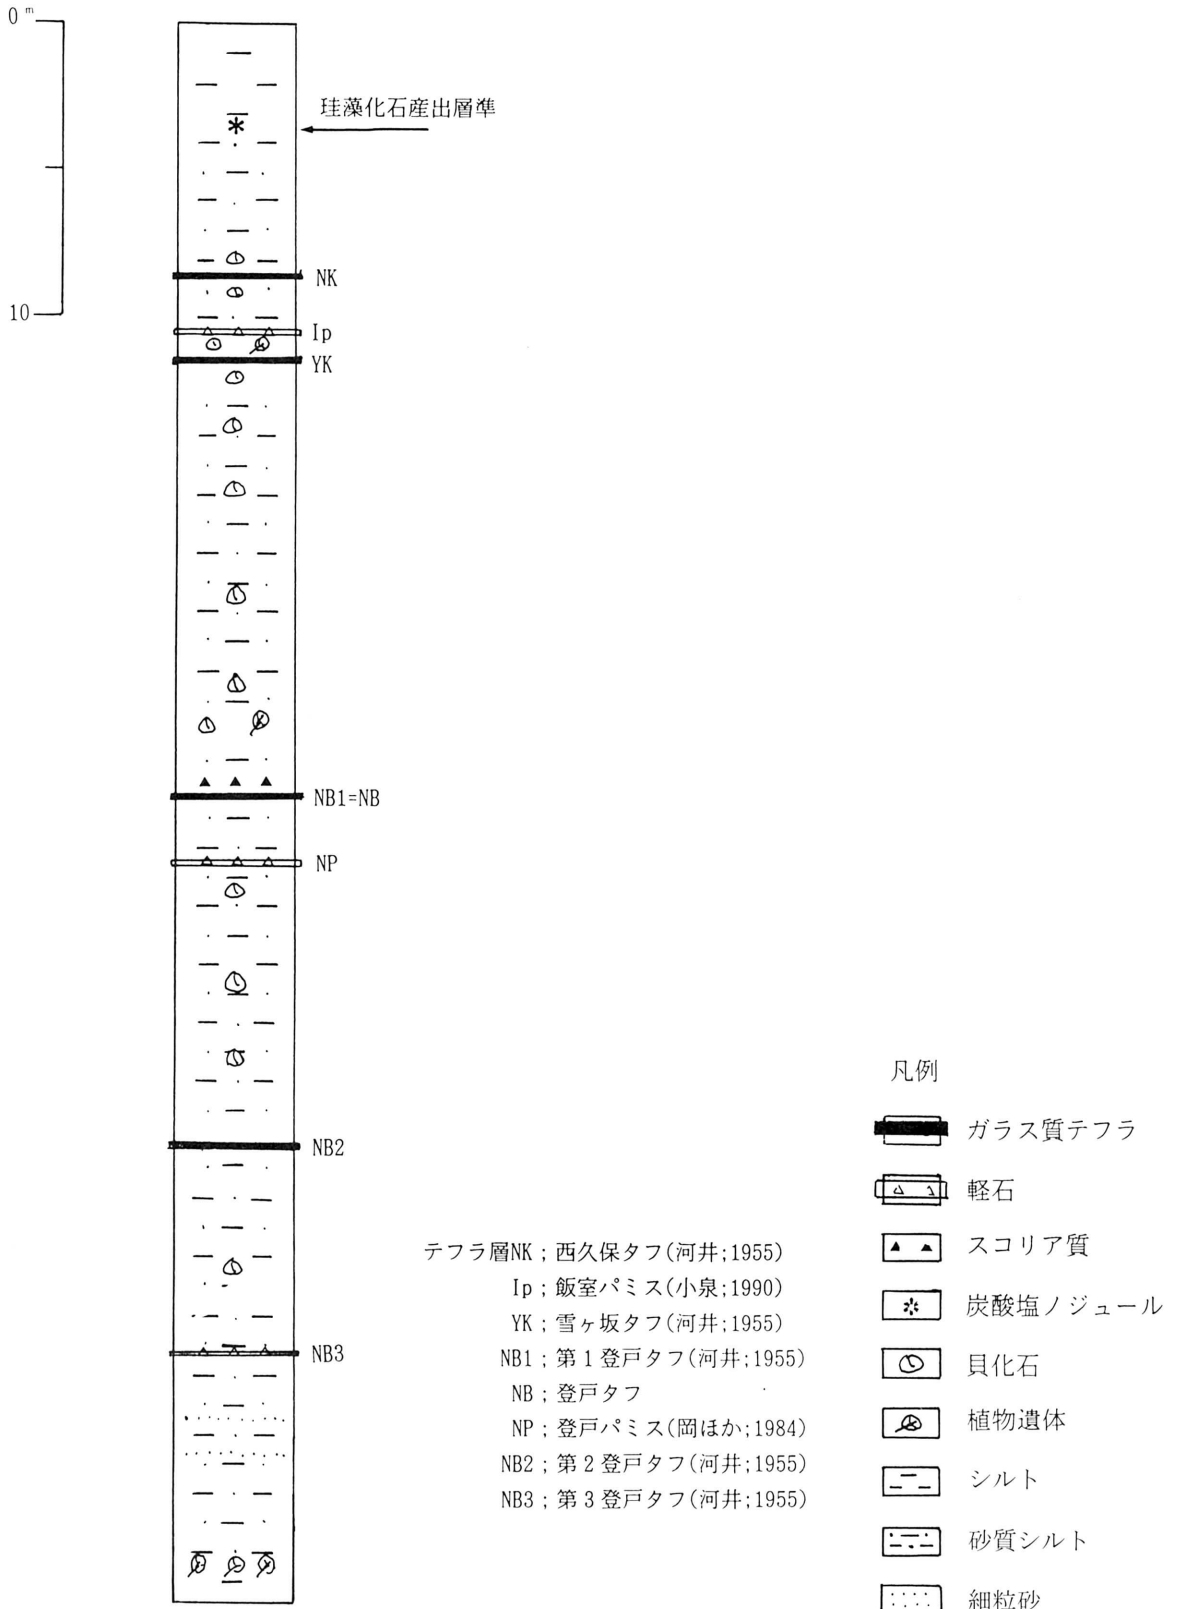 0 m
珪藻化石産出層準
NK
10
Ip
YK
NB1=NB
NP
NB2
NB3
テフラ層NK；西久保タフ(河井;1955)
Ip；飯室パミス(小泉;1990)
YK；雪ヶ坂タフ(河井;1955)
NB1；第1登戸タフ(河井;1955)
NB；登戸タフ
NP；登戸パミス(岡ほか;1984)
NB2；第2登戸タフ(河井;1955)
NB3；第3登戸タフ(河井;1955)
凡例
ガラス質テフラ
軽石
スコリア質
炭酸塩ノジュール
貝化石
植物遺体
シルト
砂質シルト
細粒砂